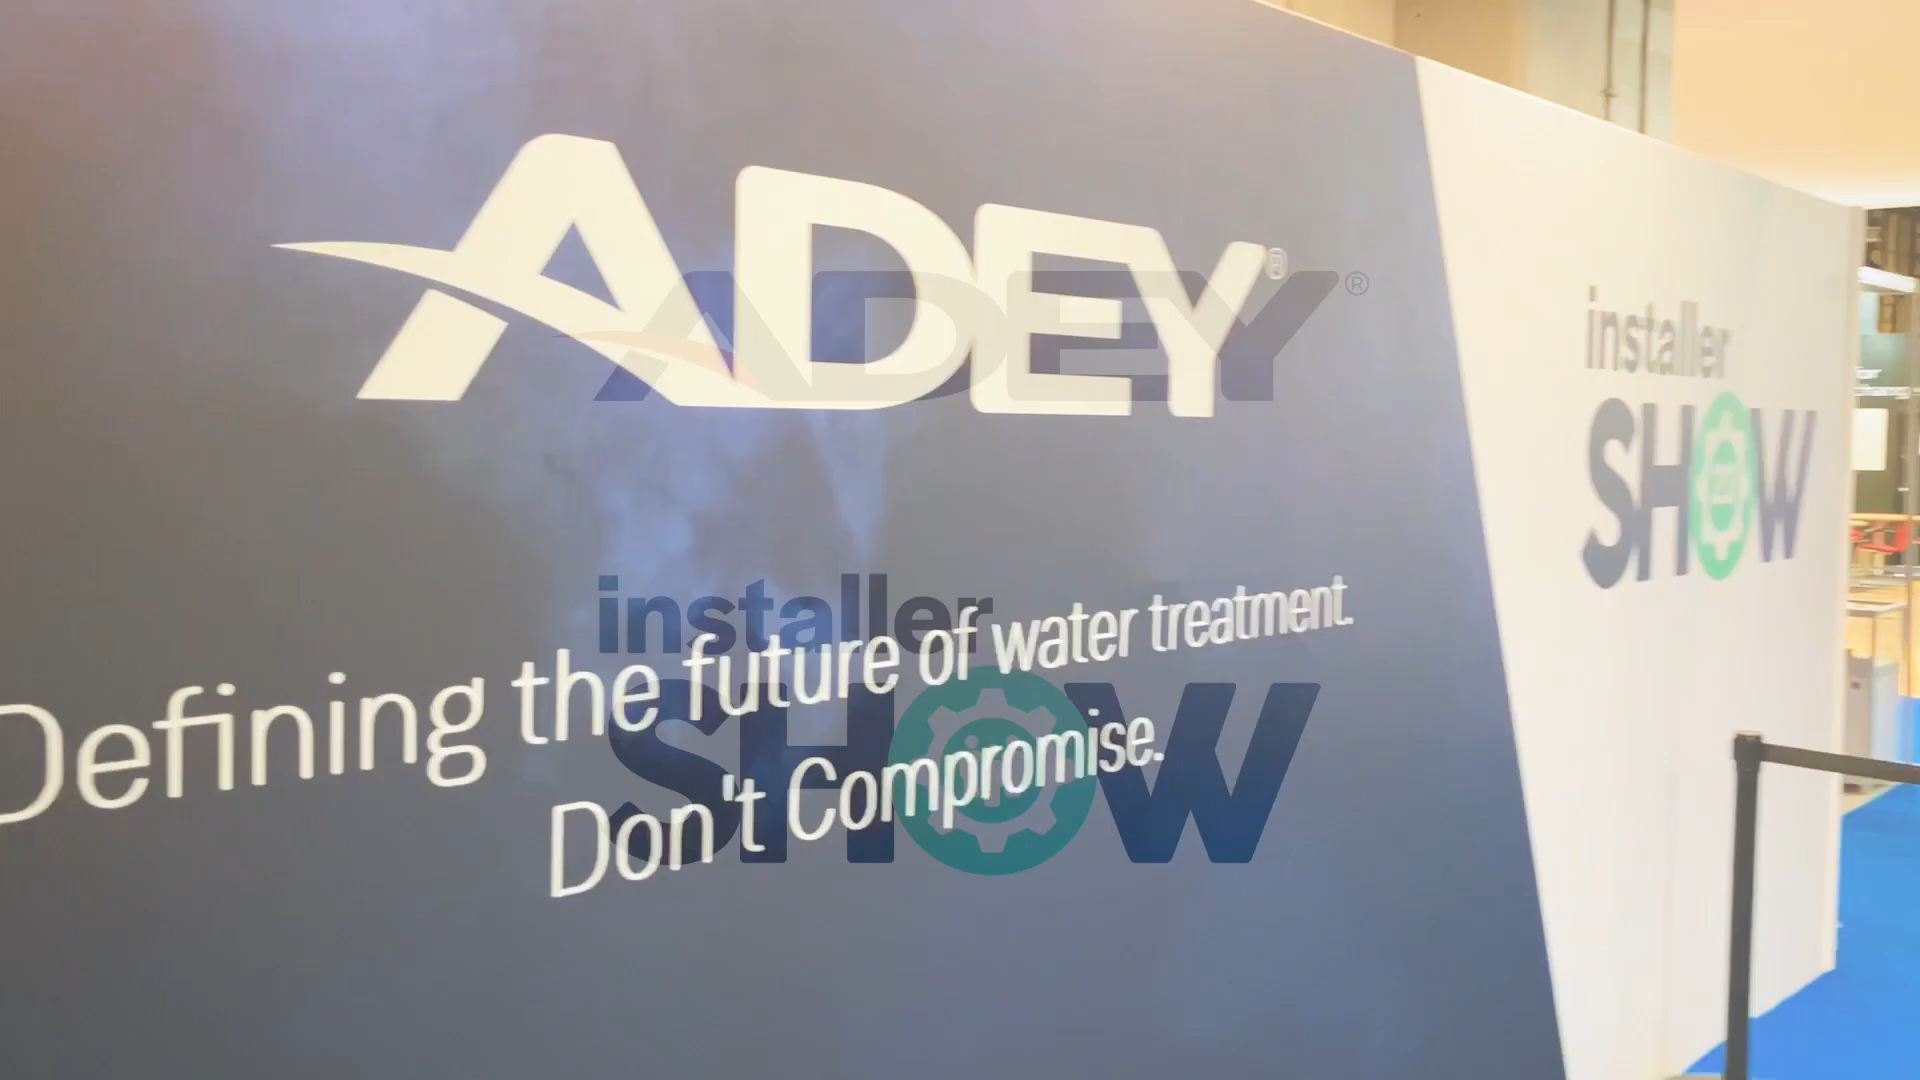 ADEY®
ADEY®
installer
SHOW
installer
Defining the future of water treatment.
SHOW
Don't Compromise.